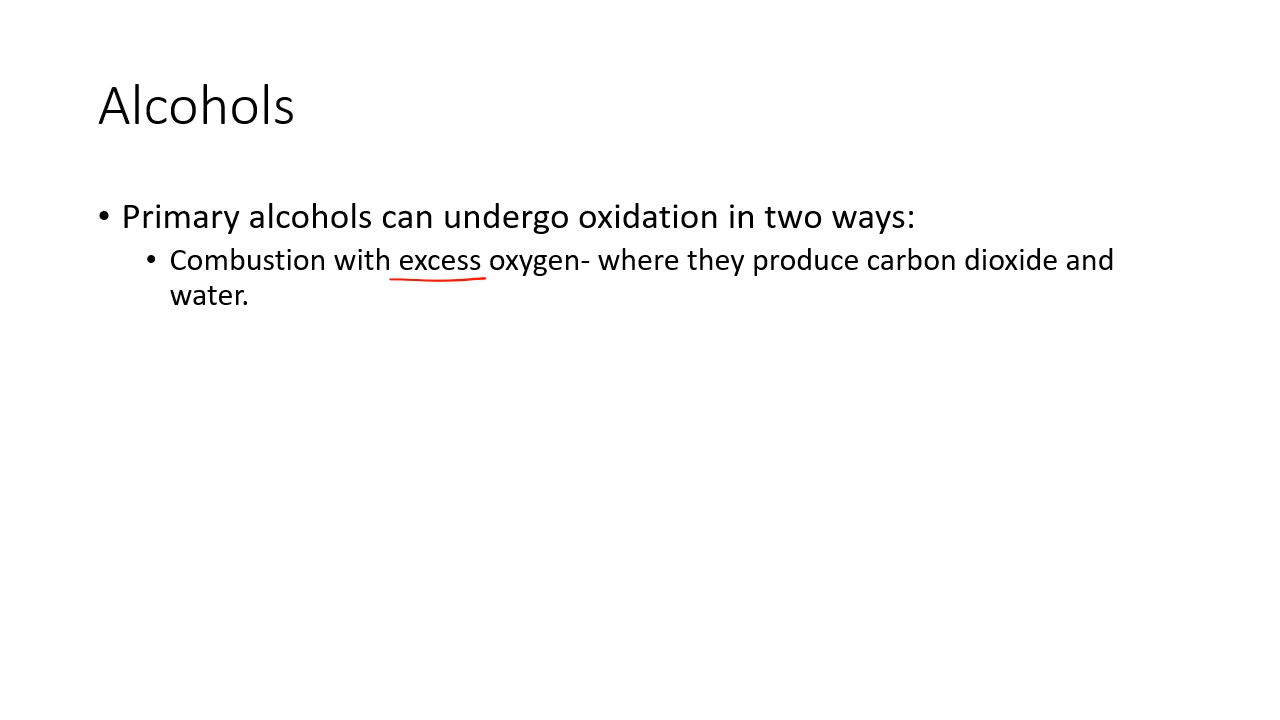 Alcohols
• Primary alcohols can undergo oxidation in two ways:
• Combustion with excess oxygen- where they produce carbon dioxide and
water.